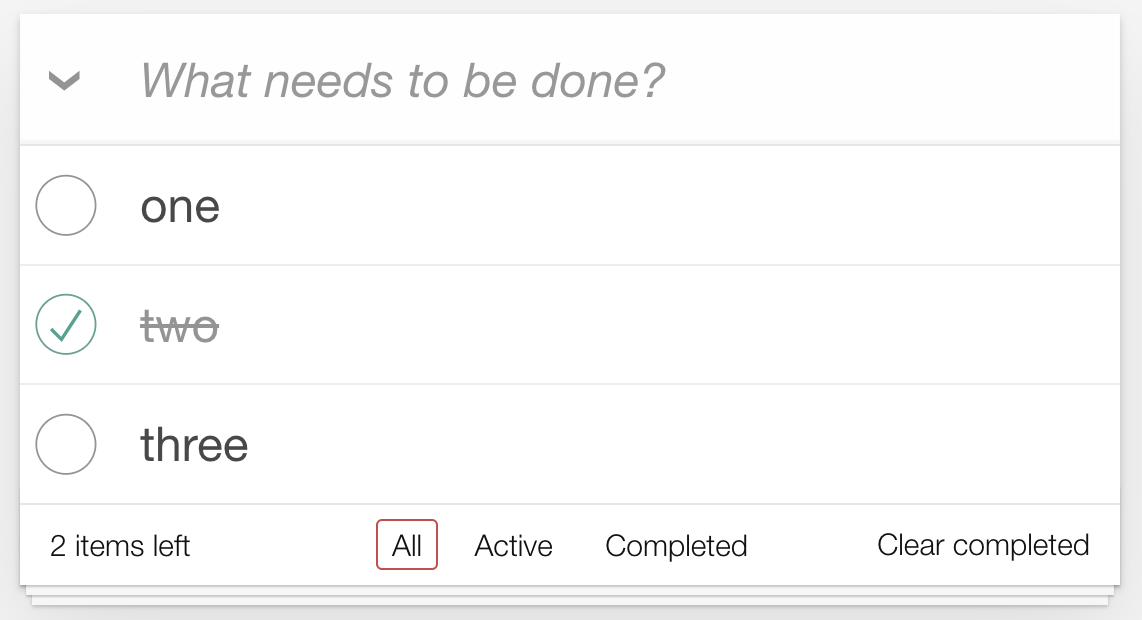 What needs to be done?
one
two
three
2 items left All Active Completed Clear completed